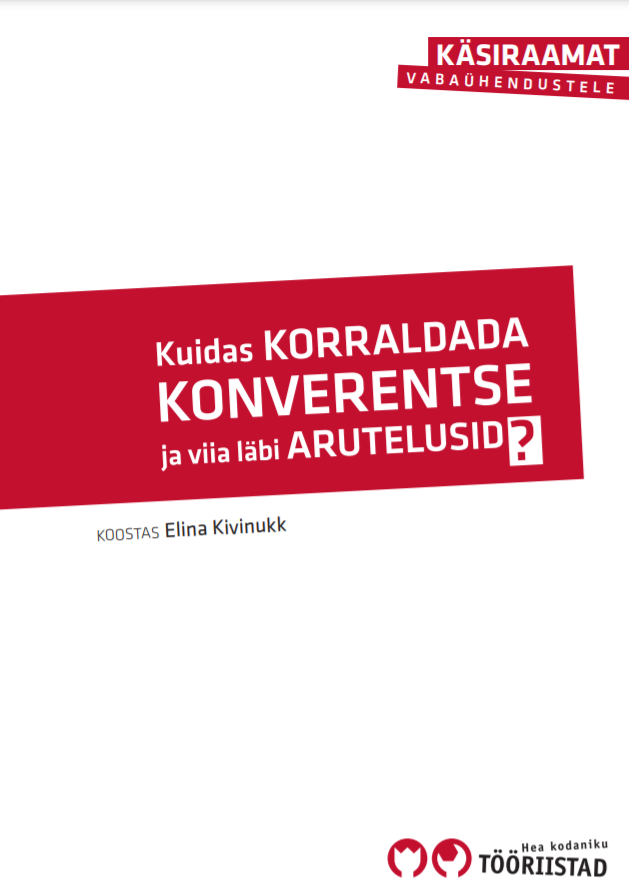 KÄSIRAAMAT
VABAÜHENDUSTELE
Kuidas KORRALDADA
KONVERENTSE
ja viia läbi ARUTELUSID?
KOOSTAS Elina Kivinukk
Hea kodaniku
TÖÖRIISTAD